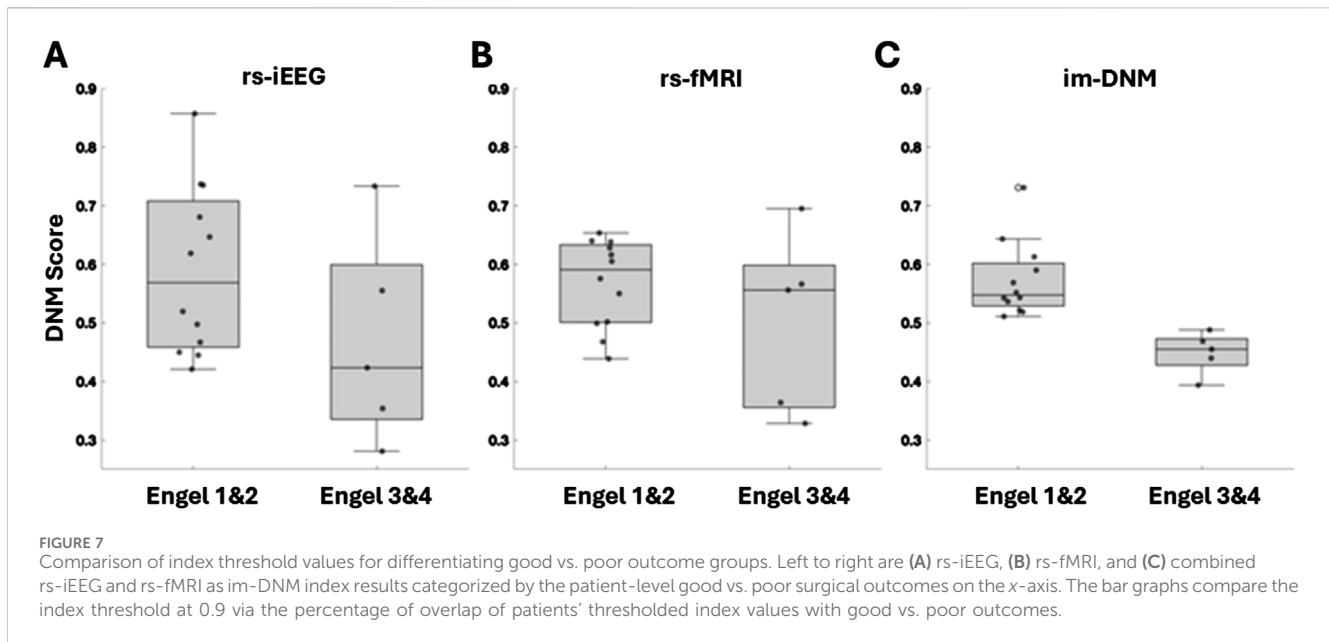 A
rs-iEEG
B
rs-fMRI
C
im-DNM
DNM Score
0.9
0.8
0.7
0.6
0.5
0.4
0.3
Engel 1&2
Engel 3&4
0.9
0.8
0.7
0.6
0.5
0.4
0.3
Engel 1&2
Engel 3&4
0.9
0.8
0.7
0.6
0.5
0.4
0.3
Engel 1&2
Engel 3&4
FIGURE 7
Comparison of index threshold values for differentiating good vs. poor outcome groups. Left to right are (A) rs-iEEG, (B) rs-fMRI, and (C) combined
rs-iEEG and rs-fMRI as im-DNM index results categorized by the patient-level good vs. poor surgical outcomes on the x-axis. The bar graphs compare the
index threshold at 0.9 via the percentage of overlap of patients' thresholded index values with good vs. poor outcomes.